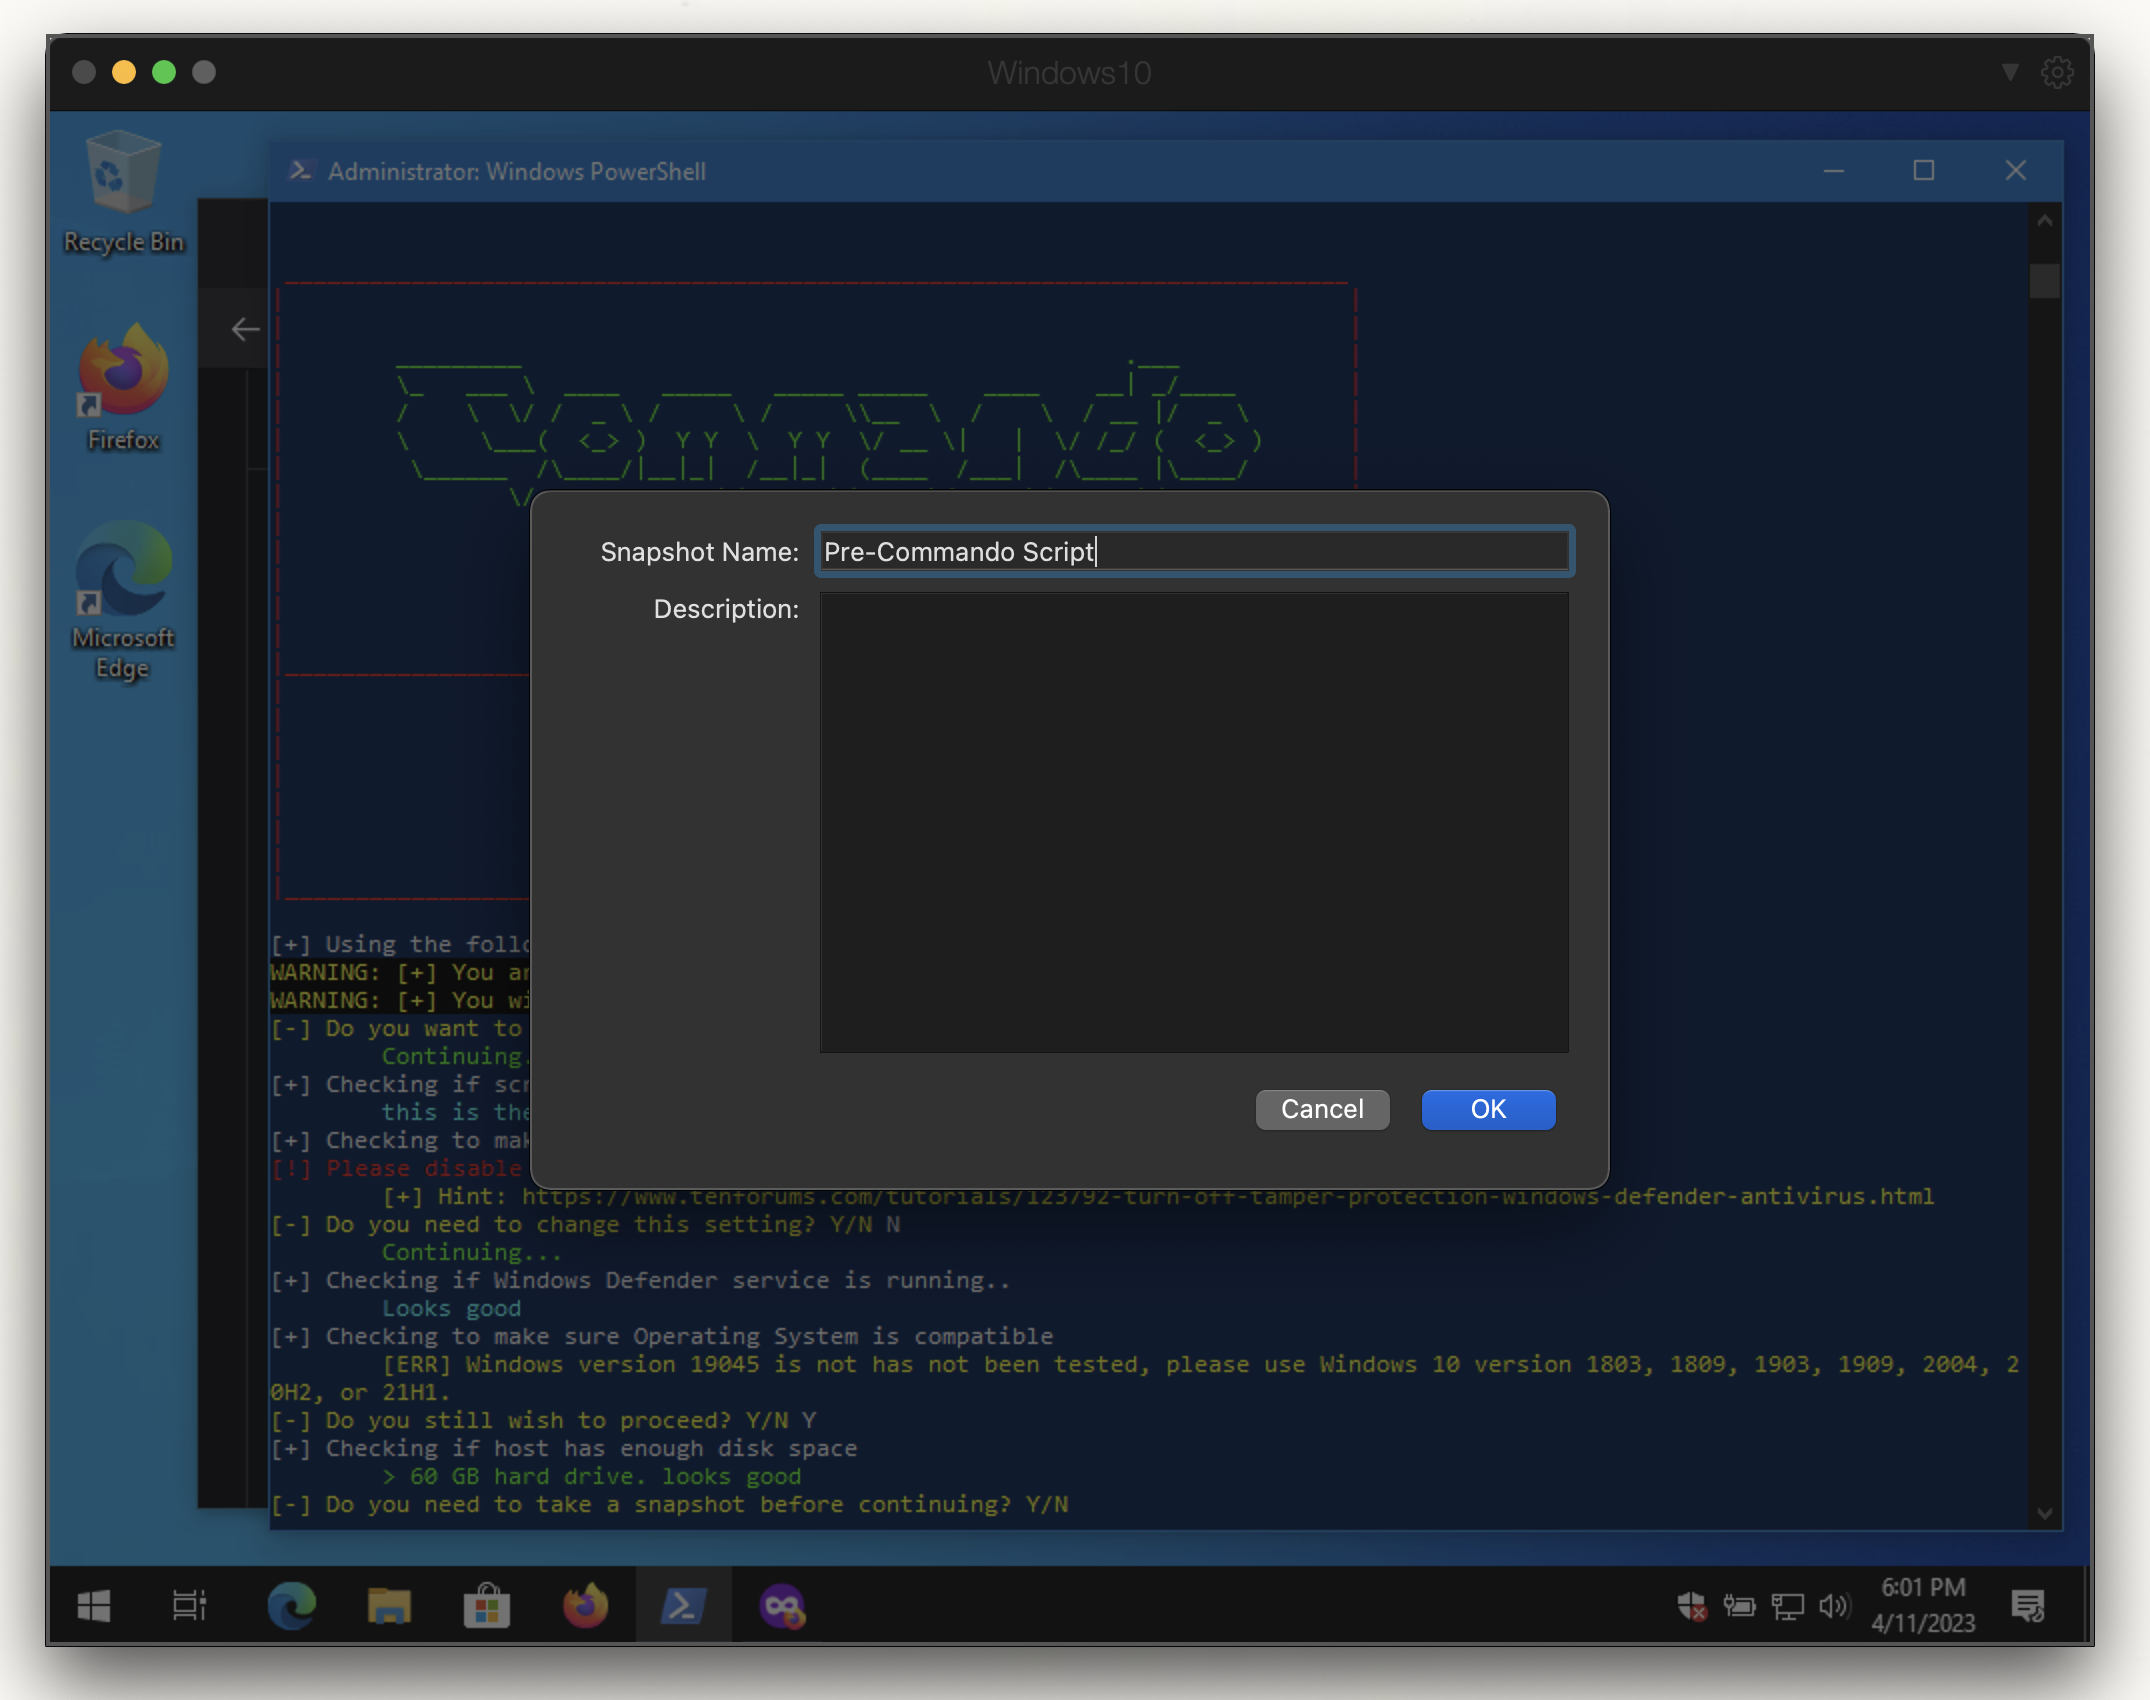 Windows10
Recycle Bin
Firefox
Microsoft
Edge
Administrator: Windows PowerShell
Snapshot Name: Pre-Commando Script
Description:
Cancel OK
[+] Using the follo
WARNING: [+] You ar
WARNING: [+] You wi
[-] Do you want to
Continuing.
[+] Checking if scr
this is the
[+] Checking to mak
[!] Please disable
[+] Hint: https://www.tenforums.com/tutorials/123792-turn-off-tamper-protection-windows-defender-antivirus.html
[-] Do you need to change this setting? Y/N N
Continuing...
[+] Checking if Windows Defender service is running..
Looks good
[+] Checking to make sure Operating System is compatible
[ERR] Windows version 19045 is not has not been tested, please use Windows 10 version 1803, 1809, 1903, 1909, 2004, 2
0H2, or 21H1.
[-] Do you still wish to proceed? Y/N Y
[+] Checking if host has enough disk space
> 60 GB hard drive. looks good
[-] Do you need to take a snapshot before continuing? Y/N
6:01 PM
4/11/2023